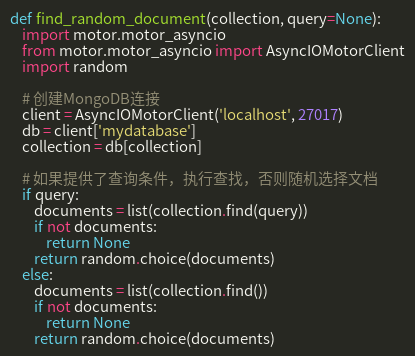 def find_random_document(collection, query=None):
    import motor.motor_asyncio
    from motor.motor_asyncio import AsyncIOMotorClient
    import random

    # 创建MongoDB连接
    client = AsyncIOMotorClient('localhost', 27017)
    db = client['mydatabase']
    collection = db[collection]

    # 如果提供了查询条件，执行查找，否则随机选择文档
    if query:
        documents = list(collection.find(query))
        if not documents:
            return None
        return random.choice(documents)
    else:
        documents = list(collection.find())
        if not documents:
            return None
        return random.choice(documents)